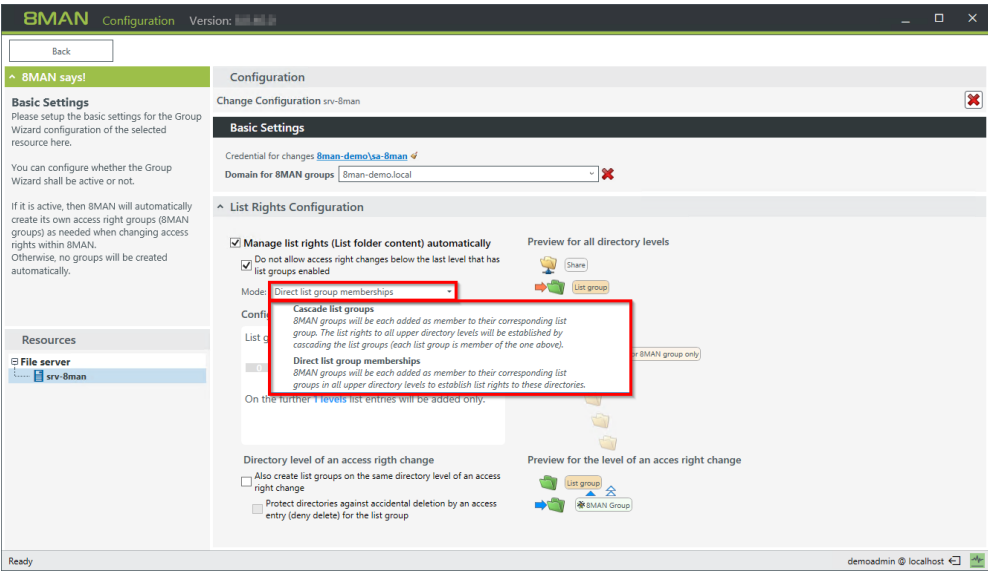 8MAN Configuration Version:
Back
8MAN says!
Basic Settings
Please setup the basic settings for the Group
Wizard configuration of the selected
resource here.
You can configure whether the Group
Wizard shall be active or not.
If it is active, then 8MAN will automatically
create its own access right groups (8MAN
groups) as needed when changing access
rights within 8MAN.
Otherwise, no groups will be created
automatically.
Resources
File server
srv-8man
Configuration
Change Configuration srv-8man
Basic Settings
Credential for changes 8man-demo\sa-8man
Domain for 8MAN groups 8man-demo.local
List Rights Configuration
Manage list rights (List folder content) automatically
Do not allow access right changes below the last level that has
list groups enabled
Mode: Direct list group memberships
Cascade list groups
8MAN groups will be each added as member to their corresponding list
group. The list rights to all upper directory levels will be established by
cascading the list groups (each list group is member of the one above).
Direct list group memberships
8MAN groups will be each added as member to their corresponding list
groups in all upper directory levels to establish list rights to these directories.
Config
List g
0
On the further 1 levels list entries will be added only.
Preview for all directory levels
Share
List group
or 8MAN group only
Directory level of an access rigth change
Also create list groups on the same directory level of an access
right change
Protect directories against accidental deletion by an access
entry (deny delete) for the list group
Preview for the level of an acces right change
List group
8MAN Group
Ready
demoadmin @ localhost